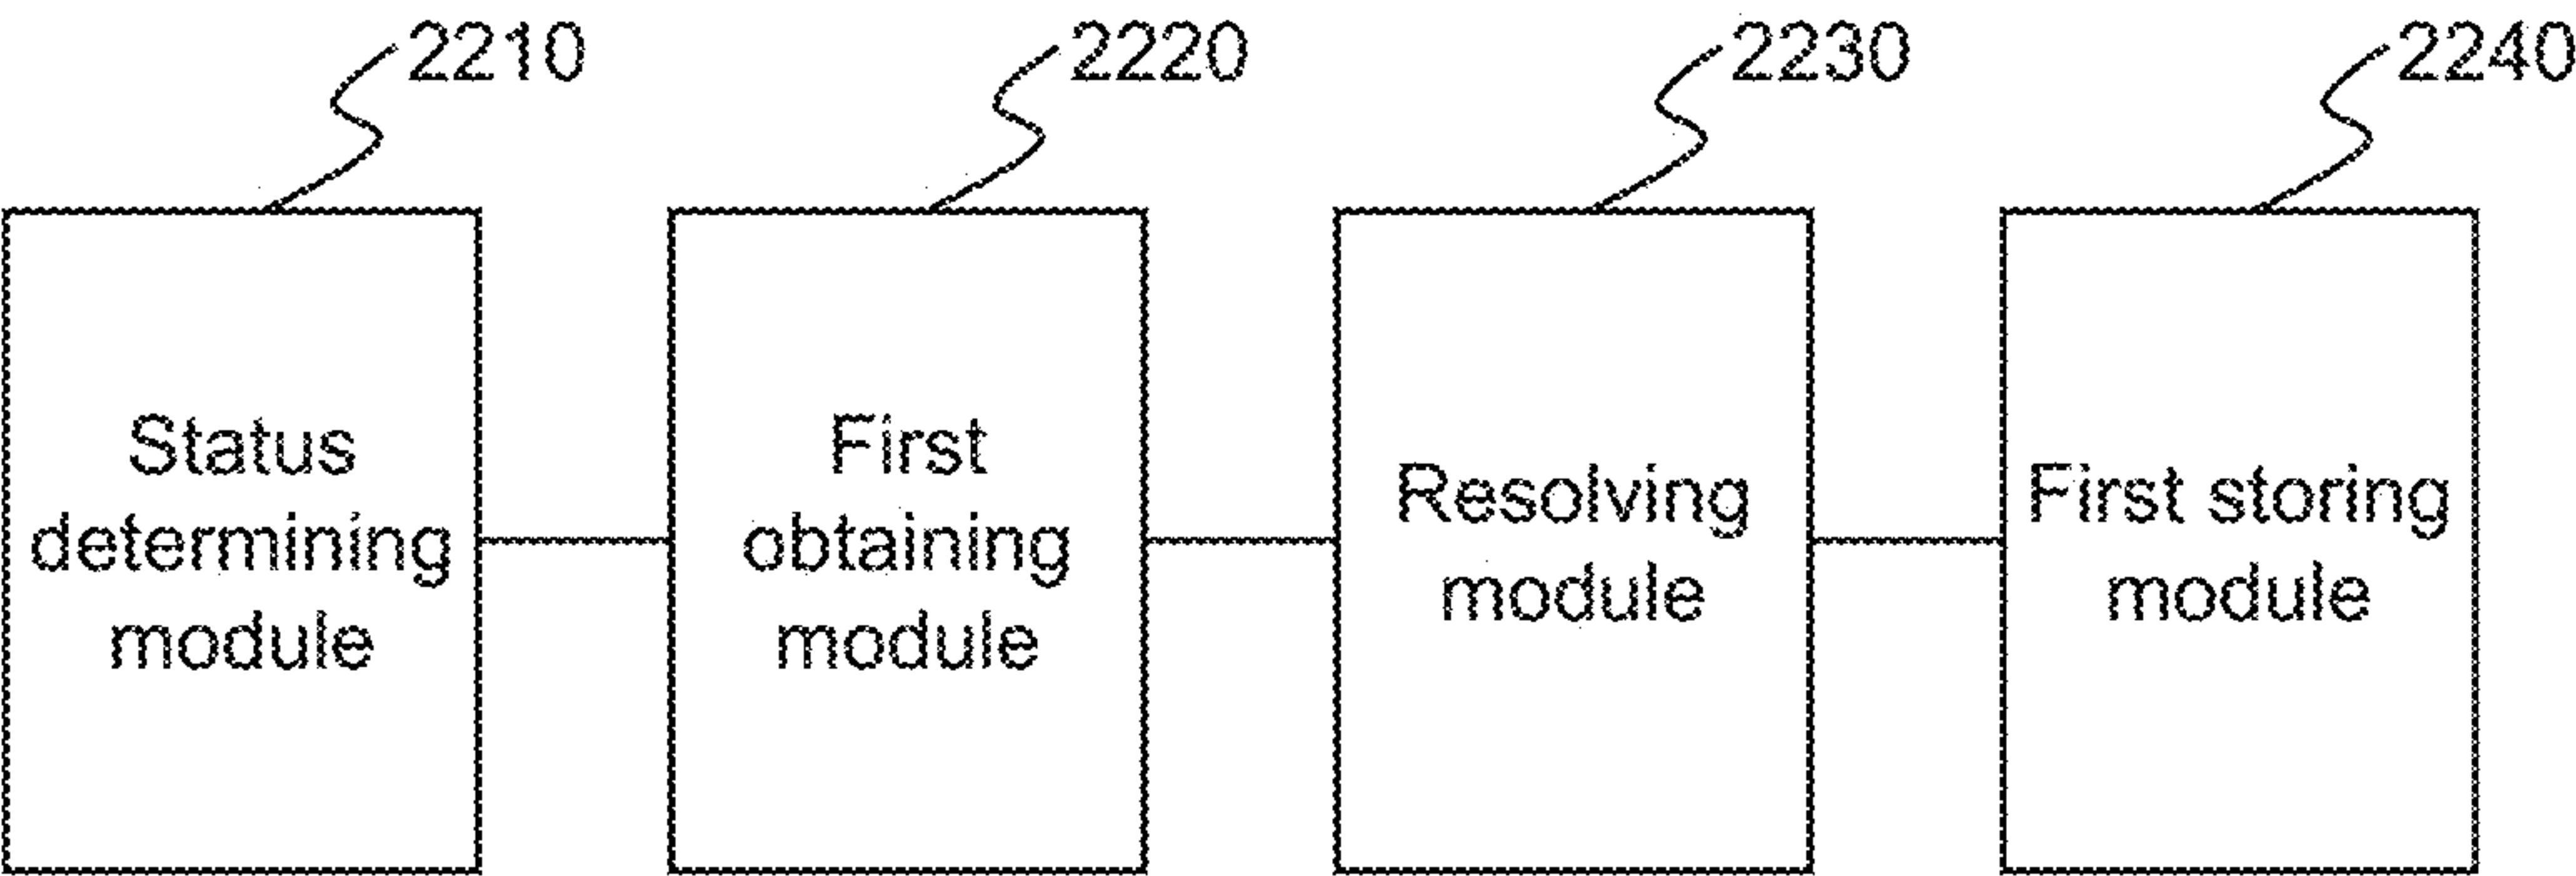 2210
2220
2230
2240
Status
determining
module
First
obtaining
module
Resolving
module
First storing
module